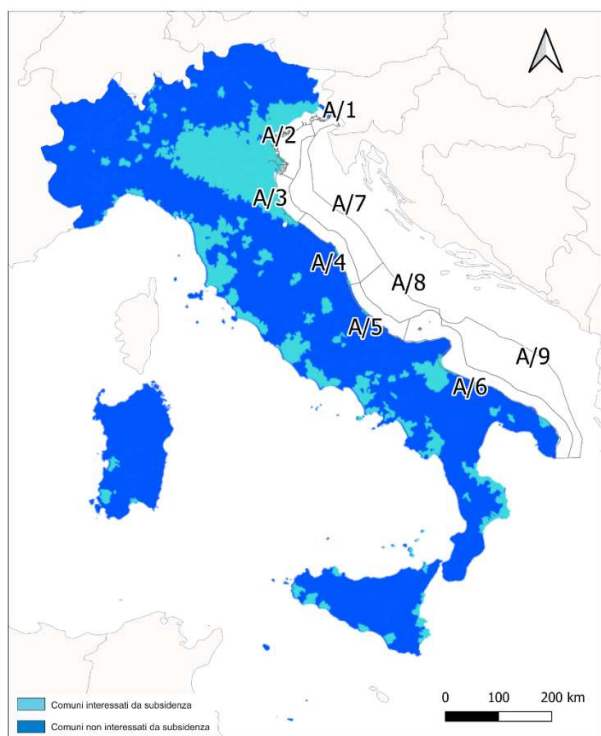 A/1
A/2
A/3
A/7
A/4
A/8
A/5
A/9
A/6
Comuni interessati da subsidenza
Comuni non interessati da subsidenza
0 100 200 km